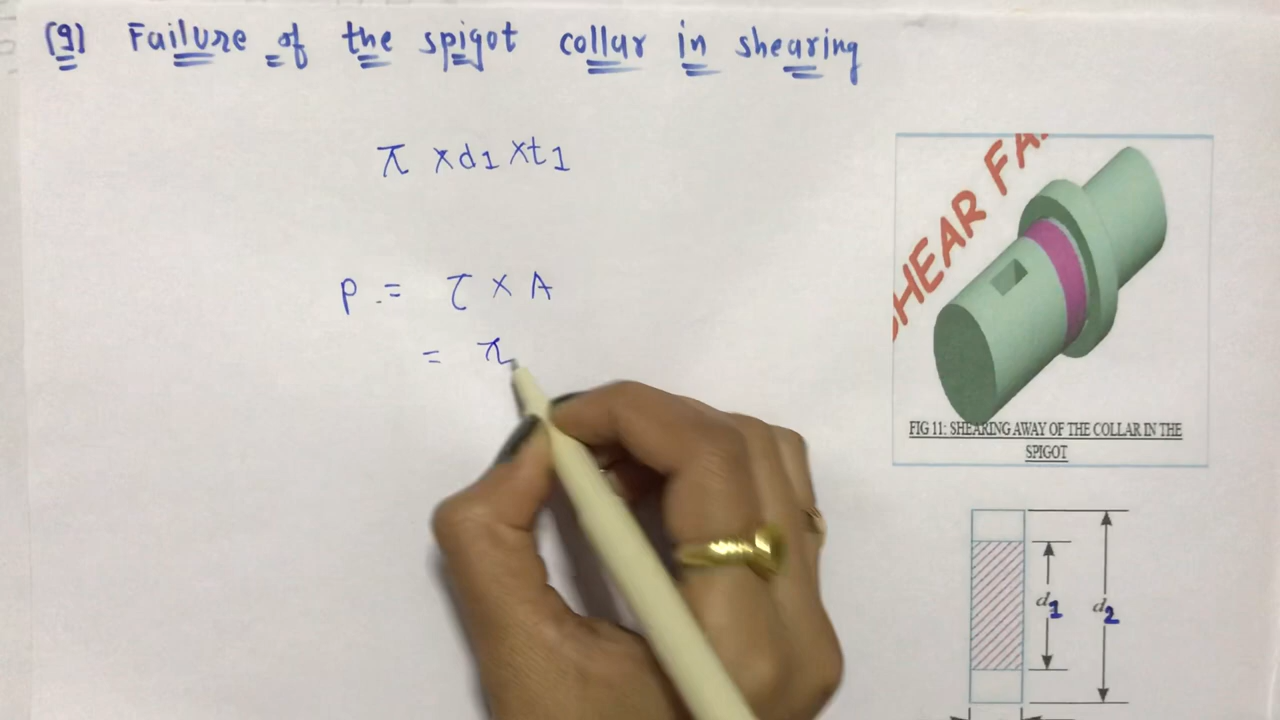 (9) Failure of the spigot collar in shearing
π × d1 × t1
P = τ × A
= π
SHEAR FA
FIG 11: SHEARING AWAY OF THE COLLAR IN THE
SPIGOT
d1 d2